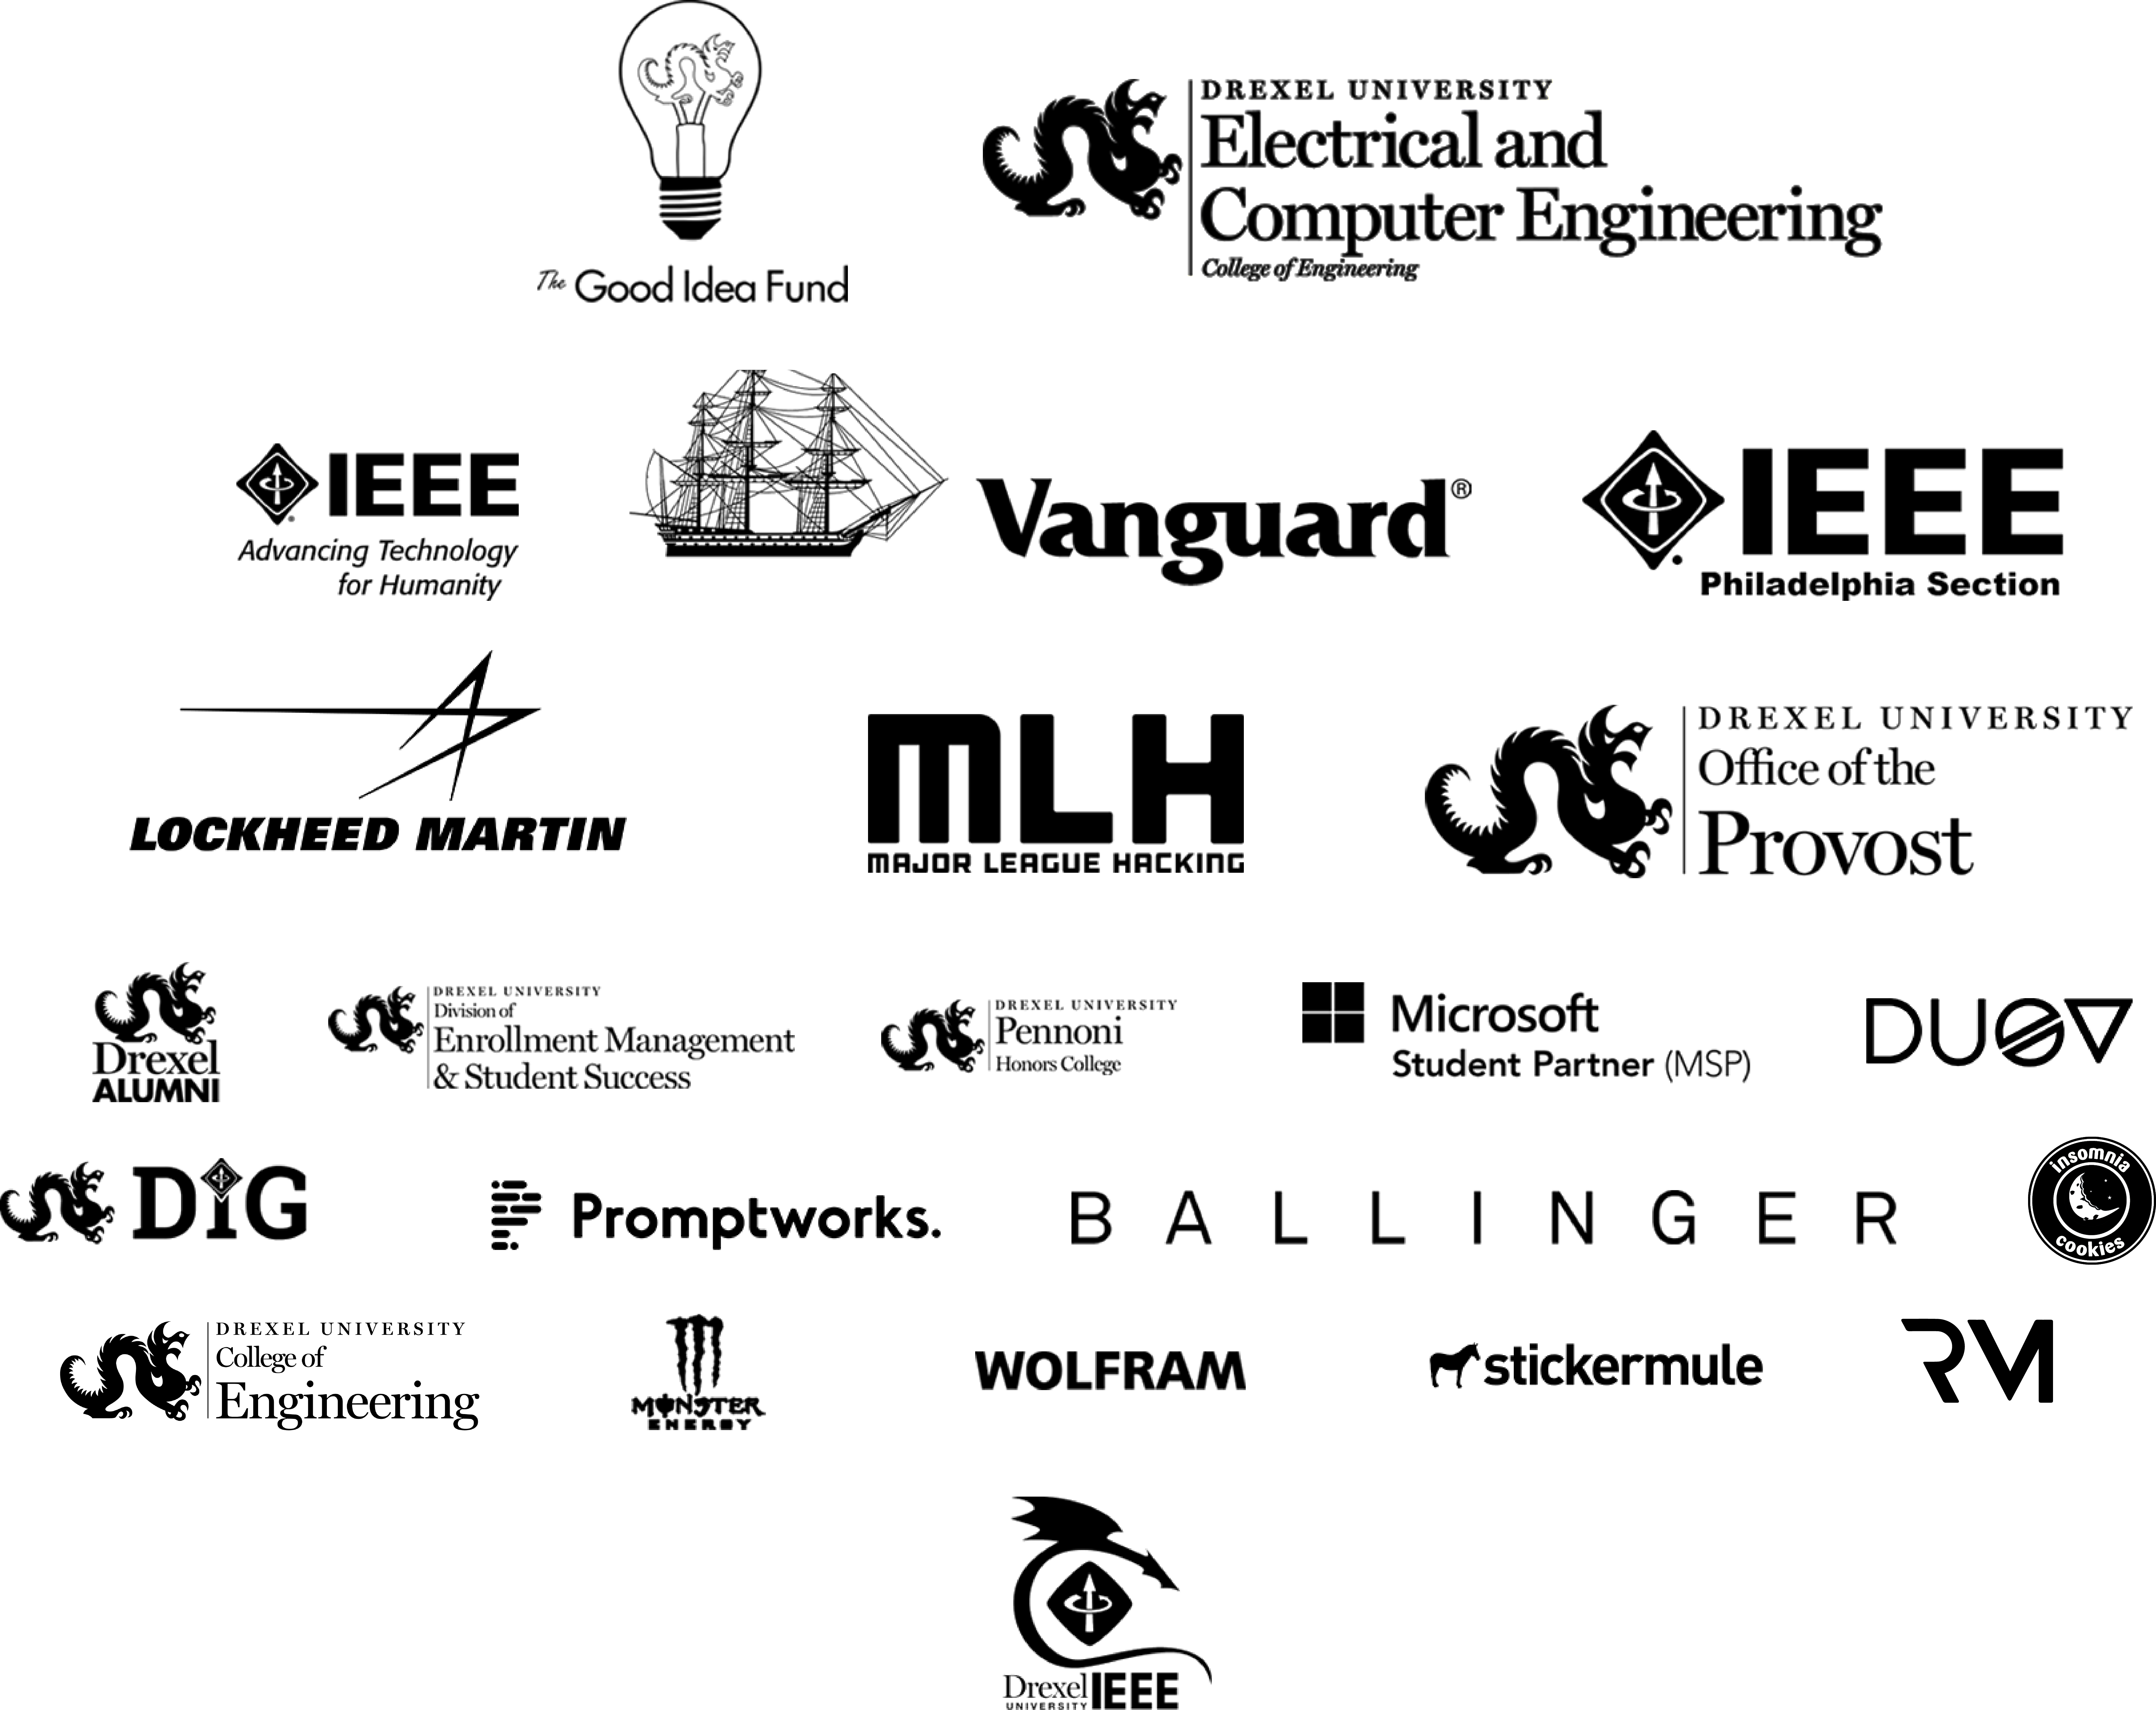 The Good Idea Fund
DREXEL UNIVERSITY
Electrical and
Computer Engineering
College of Engineering
IEEE
Advancing Technology
for Humanity
Vanguard®
IEEE
Philadelphia Section
LOCKHEED MARTIN
MLH
MAJOR LEAGUE HACKING
DREXEL UNIVERSITY
Office of the
Provost
Drexel
ALUMNI
DREXEL UNIVERSITY
Division of
Enrollment Management
& Student Success
DREXEL UNIVERSITY
Pennoni
Honors College
Microsoft
Student Partner (MSP)
DIG
Promptworks.
BALLINGER
insomnia
cookies
DREXEL UNIVERSITY
College of
Engineering
MONSTER
ENERGY
WOLFRAM
stickermule
RM
Drexel IEEE
UNIVERSITY